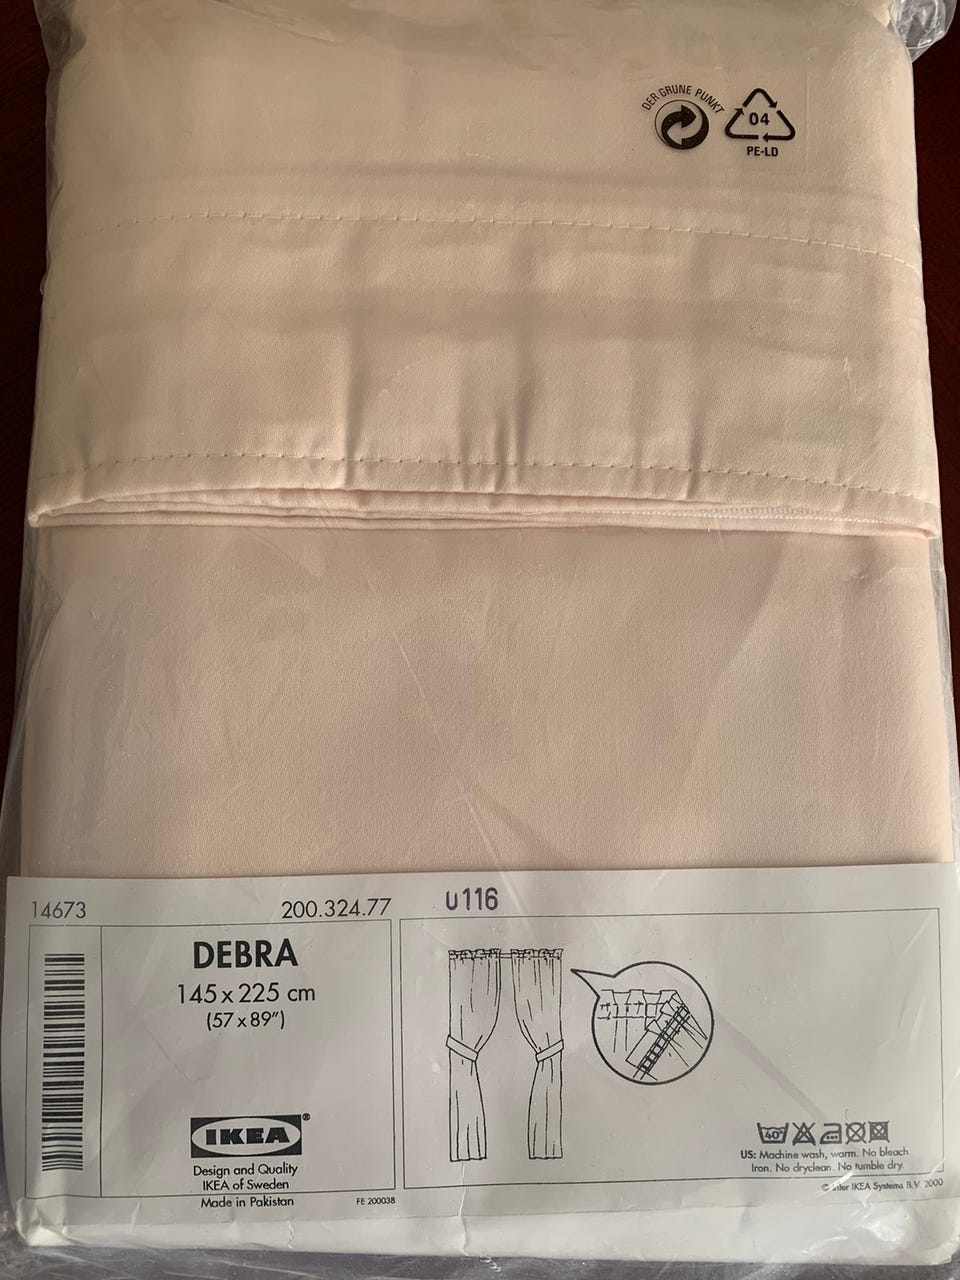 DER GRUNE PUNKT
04
PE-LD
14673
200.324.77
U116
DEBRA
145 x 225 cm
(57 x 89")
IKEA®
Design and Quality
IKEA of Sweden
Made in Pakistan
FE 200038
40°
US: Machine wash, warm. No bleach.
Iron. No dryclean. No tumble dry.
© Inter IKEA Systems B.V. 2000